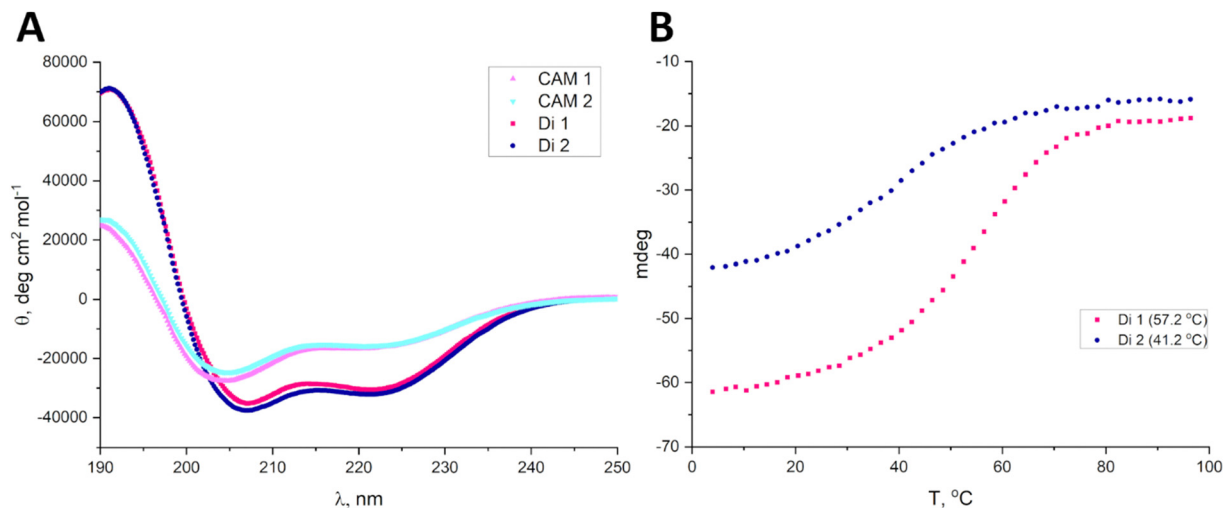 A
80000
60000
40000
20000
0
-20000
-40000
190
200
210
220
230
240
250
θ, deg cm² mol⁻¹
λ, nm
CAM 1
CAM 2
Di 1
Di 2
B
-10
-20
-30
-40
-50
-60
-70
0
20
40
60
80
100
mdeg
T, °C
Di 1 (57.2 °C)
Di 2 (41.2 °C)